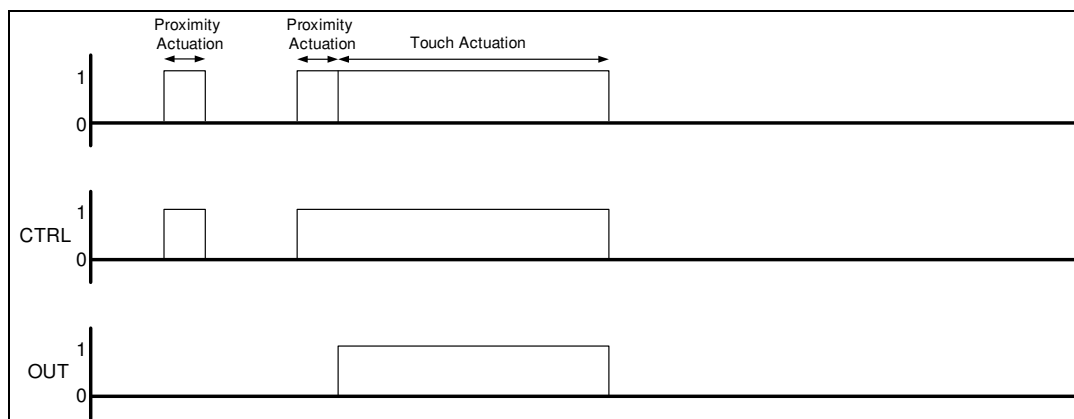 Proximity
Actuation
Proximity
Actuation
Touch Actuation
1
0
CTRL
1
0
OUT
1
0